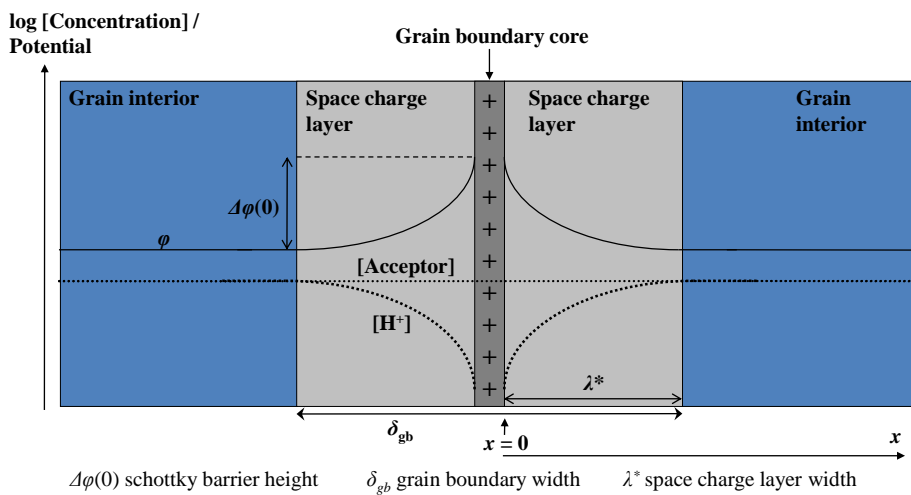 log [Concentration] /
Potential
Grain boundary core
Grain interior
Space charge
layer
Space charge
layer
Grain
interior
+
+
+
+
+
+
+
+
+
+
Δφ(0)
φ
[Acceptor]
[H⁺]
λ*
δgb
x = 0
x
Δφ(0) schottky barrier height δgb grain boundary width λ* space charge layer width